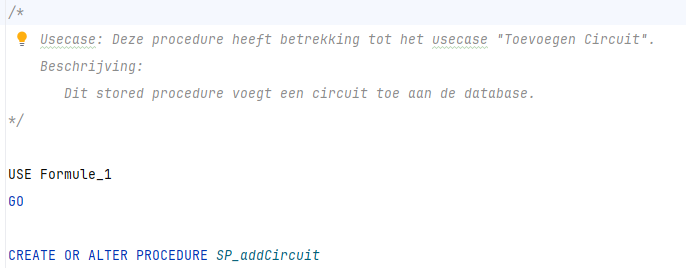 /*
Usecase: Deze procedure heeft betrekking tot het usecase "Toevoegen Circuit".
Beschrijving:
Dit stored procedure voegt een circuit toe aan de database.
*/
USE Formule_1
GO
CREATE OR ALTER PROCEDURE SP_addCircuit